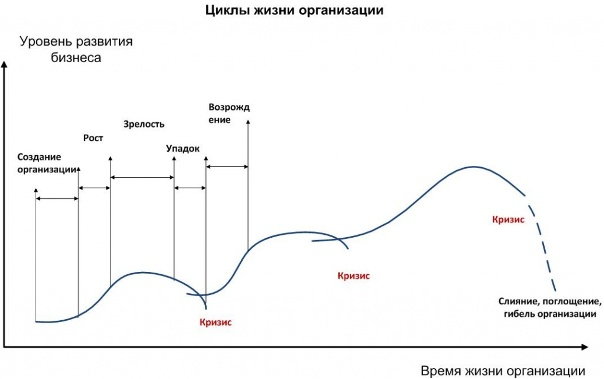 Циклы жизни организации
Уровень развития
бизнеса
Возрожд
ение
Зрелость
Рост
Упадок
Создание
организации
Кризис
Кризис
Кризис
Слияние, поглощение,
гибель организации
Время жизни организации